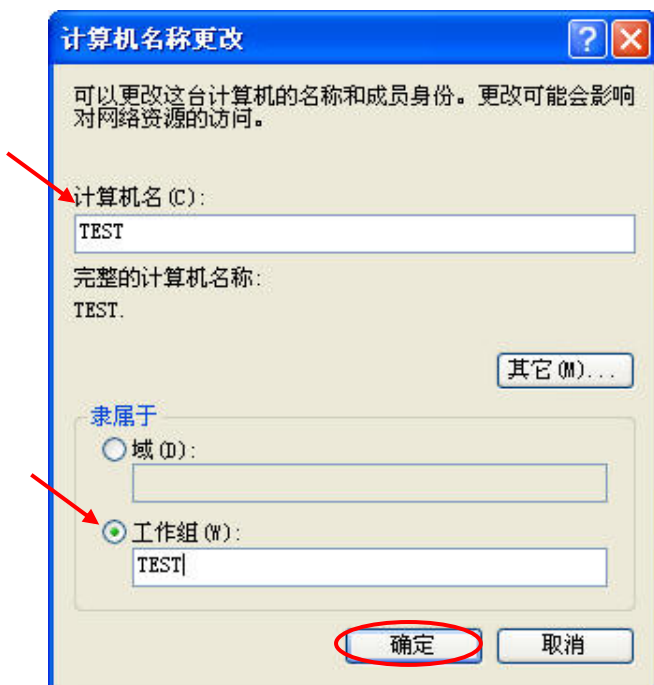 计算机名称更改
可以更改这台计算机的名称和成员身份。更改可能会影响
对网络资源的访问。
计算机名(C):
TEST
完整的计算机名称:
TEST.
其它(M)...
隶属于
域(D):
工作组(W):
TEST
确定 取消